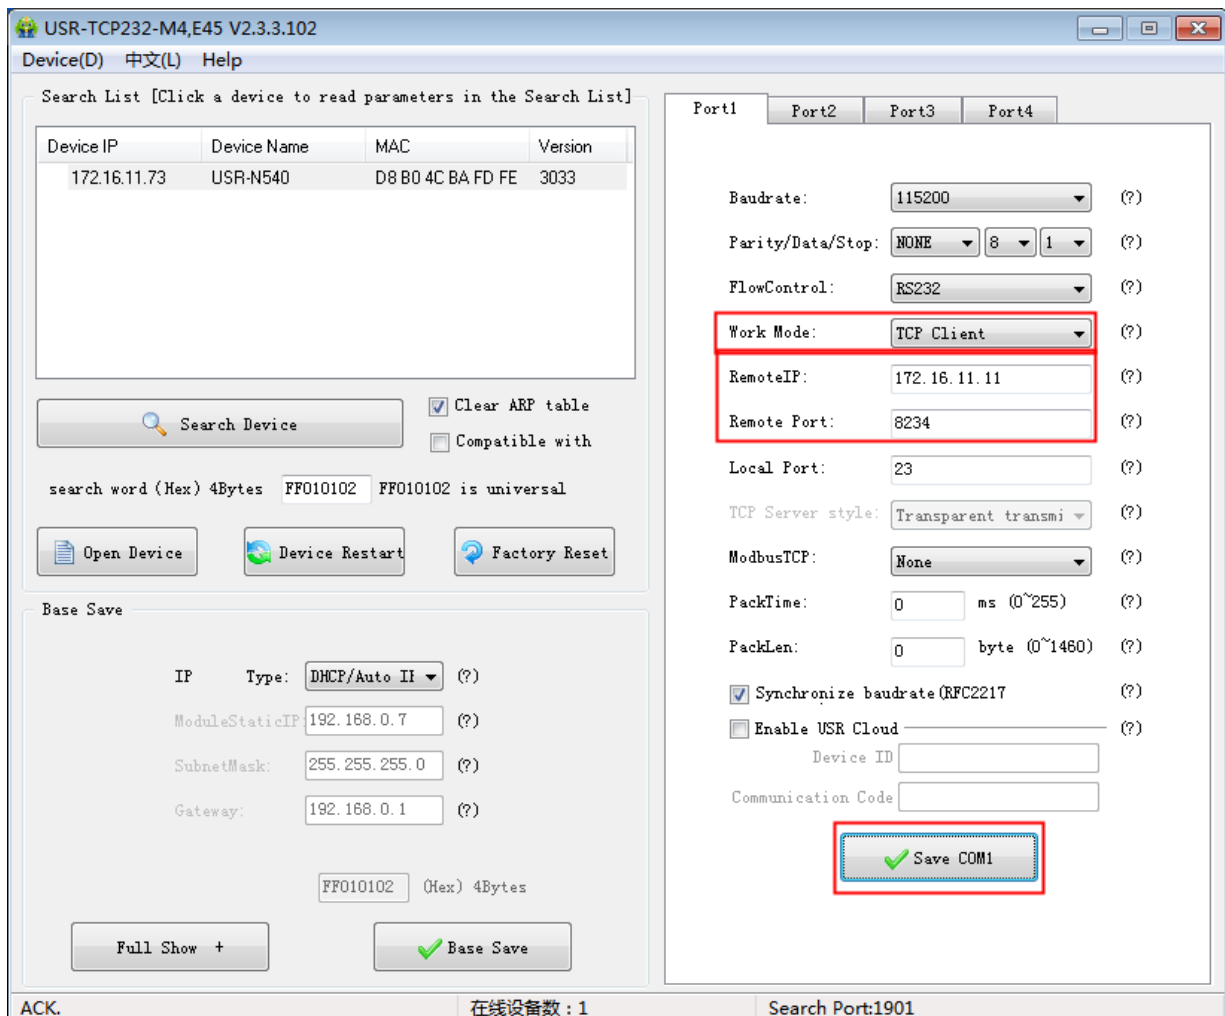 USR-TCP232-M4,E45 V2.3.3.102
Device(D) 中文(L) Help
Search List [Click a device to read parameters in the Search List]
Device IP Device Name MAC Version
172.16.11.73 USR-N540 D8 B0 4C BA FD FE 3033
Search Device
Clear ARP table
Compatible with
search word (Hex) 4Bytes FF010102 FF010102 is universal
Open Device Device Restart Factory Reset
Base Save
IP Type: DHCP/Auto IP (?)
ModuleStaticIP: 192.168.0.7 (?)
SubnetMask: 255.255.255.0 (?)
Gateway: 192.168.0.1 (?)
FF010102 (Hex) 4Bytes
Full Show + Base Save
Port1 Port2 Port3 Port4
Baudrate: 115200 (?)
Parity/Data/Stop: NONE 8 1 (?)
FlowControl: RS232 (?)
Work Mode: TCP Client (?)
RemoteIP: 172.16.11.11 (?)
Remote Port: 8234 (?)
Local Port: 23 (?)
TCP Server style: Transparent transmi (?)
ModbusTCP: None (?)
PackTime: 0 ms (0~255) (?)
PackLen: 0 byte (0~1460) (?)
Synchronize baudrate(RFC2217 (?)
Enable USR Cloud (?)
Device ID
Communication Code
Save COM1
ACK. 在线设备数：1 Search Port:1901